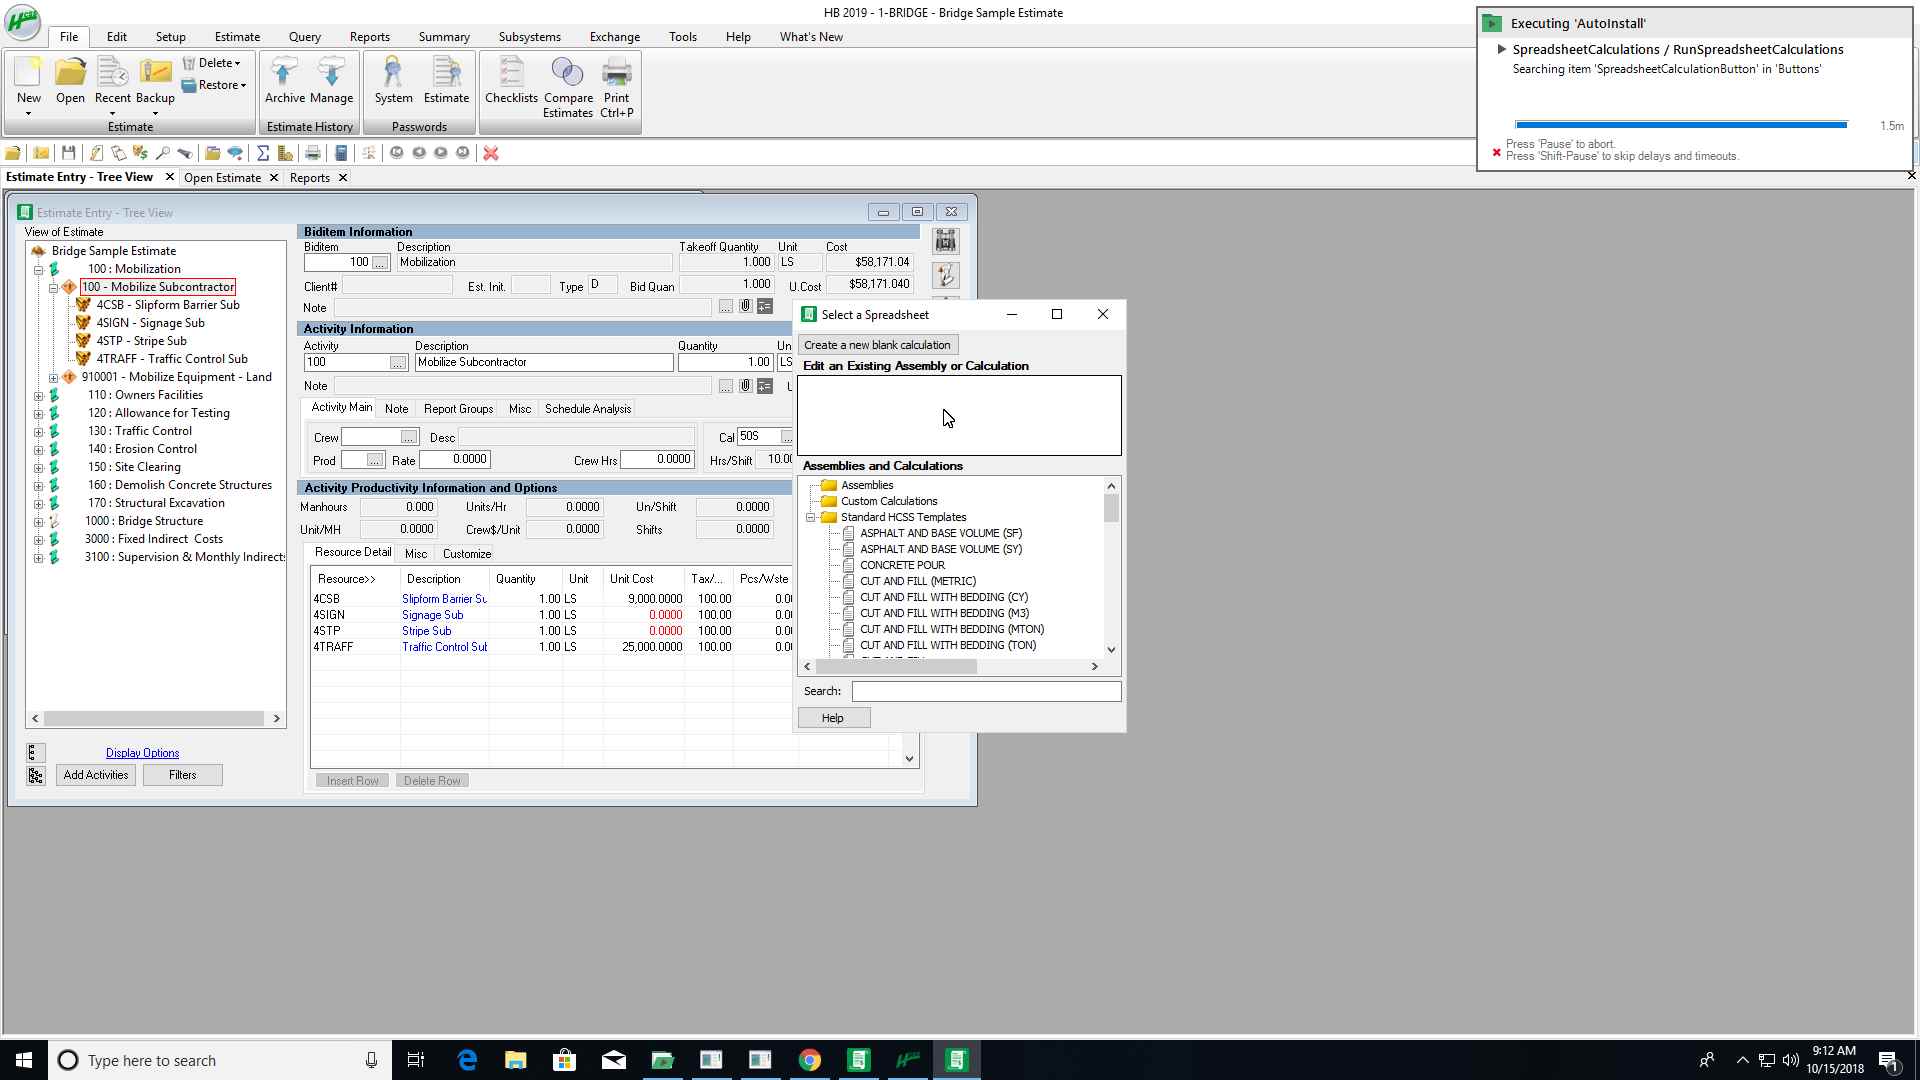 HB 2019 - 1-BRIDGE - Bridge Sample Estimate
File Edit Setup Estimate Query Reports Summary Subsystems Exchange Tools Help What's New
New Open Recent Backup Delete Restore
Estimate
Archive Manage
Estimate History
System Estimate
Passwords
Checklists Compare Estimates Print Ctrl+P
Executing 'AutoInstall'
SpreadsheetCalculations / RunSpreadsheetCalculations
Searching item 'SpreadsheetCalculationButton' in 'Buttons'
1.5m
Press 'Pause' to abort.
Press 'Shift-Pause' to skip delays and timeouts.
Estimate Entry - Tree View Open Estimate Reports
Estimate Entry - Tree View
View of Estimate
Bridge Sample Estimate
100 : Mobilization
100 - Mobilize Subcontractor
4CSB - Slipform Barrier Sub
4SIGN - Signage Sub
4STP - Stripe Sub
4TRAFF - Traffic Control Sub
910001 - Mobilize Equipment - Land
110 : Owners Facilities
120 : Allowance for Testing
130 : Traffic Control
140 : Erosion Control
150 : Site Clearing
160 : Demolish Concrete Structures
170 : Structural Excavation
1000 : Bridge Structure
3000 : Fixed Indirect Costs
3100 : Supervision & Monthly Indirects
Display Options
Add Activities Filters
Biditem Information
Biditem Description Takeoff Quantity Unit Cost
100 ... Mobilization 1.000 LS $58,171.04
Client# Est. Init. Type D Bid Quan 1.000 U.Cost $58,171.040
Note ...
Activity Information
Activity Description Quantity Un
100 ... Mobilize Subcontractor 1.00 LS
Note ...
Activity Main Note Report Groups Misc Schedule Analysis
Crew ... Desc Cal 50S ...
Prod ... Rate 0.0000 Crew Hrs 0.0000 Hrs/Shift 10.00
Activity Productivity Information and Options
Manhours 0.000 Units/Hr 0.0000 Un/Shift 0.0000
Unit/MH 0.0000 Crew$/Unit 0.0000 Shifts 0.0000
Resource Detail Misc Customize
Resource>> Description Quantity Unit Unit Cost Tax/... Pcs/Wste
4CSB Slipform Barrier Su 1.00 LS 9,000.0000 100.00 0.00
4SIGN Signage Sub 1.00 LS 0.0000 100.00 0.00
4STP Stripe Sub 1.00 LS 0.0000 100.00 0.00
4TRAFF Traffic Control Sub 1.00 LS 25,000.0000 100.00 0.00
Insert Row Delete Row
Select a Spreadsheet
Create a new blank calculation
Edit an Existing Assembly or Calculation
Assemblies and Calculations
Assemblies
Custom Calculations
Standard HCSS Templates
ASPHALT AND BASE VOLUME (SF)
ASPHALT AND BASE VOLUME (SY)
CONCRETE POUR
CUT AND FILL (METRIC)
CUT AND FILL WITH BEDDING (CY)
CUT AND FILL WITH BEDDING (M3)
CUT AND FILL WITH BEDDING (MTON)
CUT AND FILL WITH BEDDING (TON)
Search:
Help
Type here to search
9:12 AM
10/15/2018
1